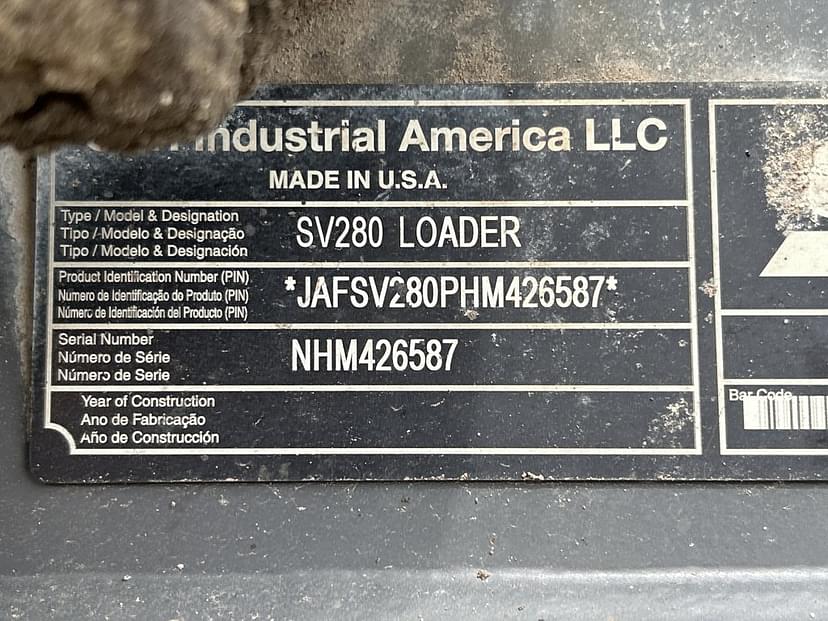 Industrial America LLC
MADE IN U.S.A.
Type / Model & Designation
Tipo / Modelo & Designação
Tipo / Modelo & Designación
SV280 LOADER
Product Identification Number (PIN)
Numero de Identificação do Produto (PIN)
Número de Identificación del Producto (PIN)
*JAFSV280PHM426587*
Serial Number
Número de Série
Número de Serie
NHM426587
Year of Construction
Ano de Fabricação
Año de Construcción
Bar Code